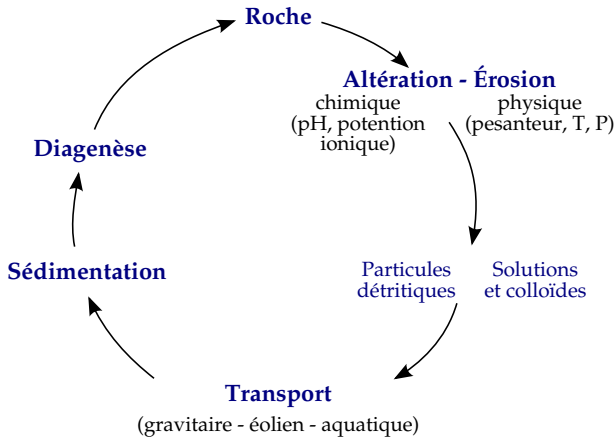 Roche
Altération - Érosion
chimique
(pH, potention
ionique)
physique
(pesanteur, T, P)
Particules
détritiques
Solutions
et colloïdes
Transport
(gravitaire - éolien - aquatique)
Sédimentation
Diagenèse